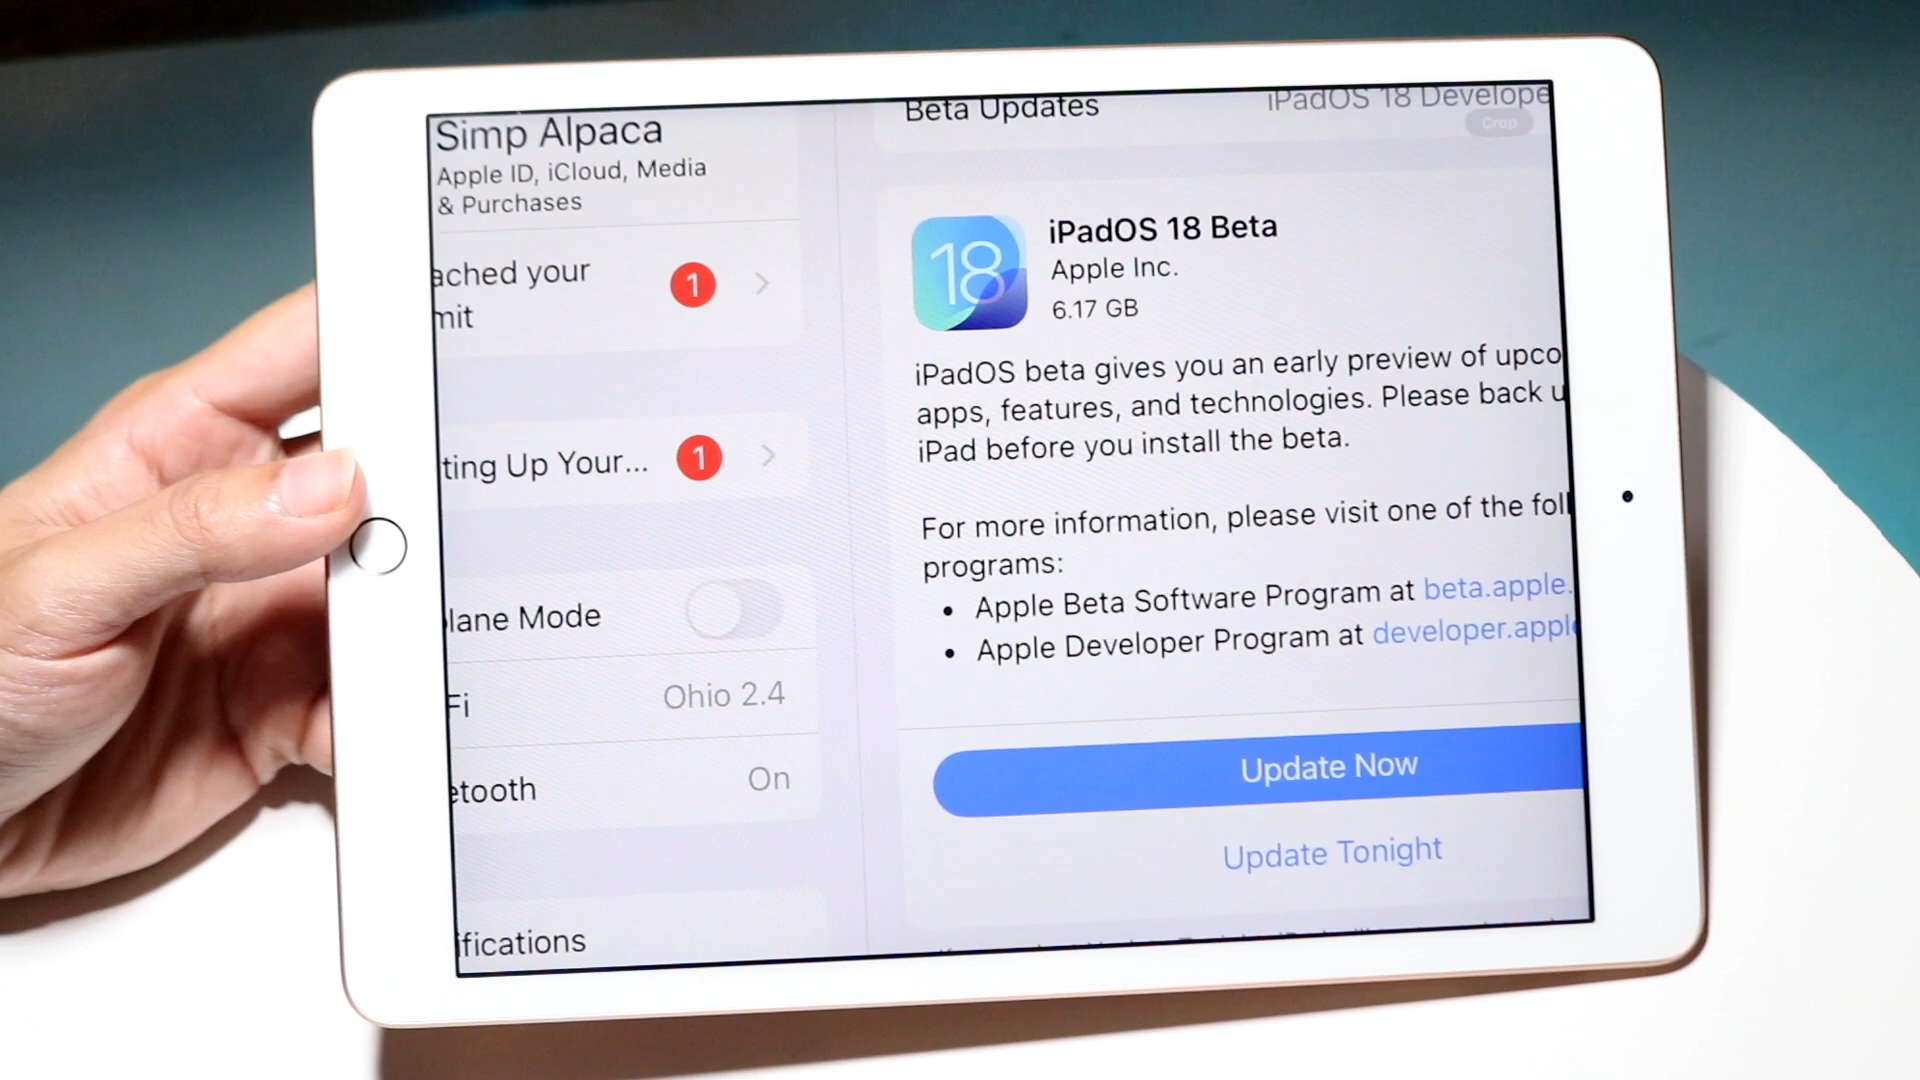 Simp Alpaca
Apple ID, iCloud, Media
& Purchases
ached your
mit
1
ting Up Your...
1
lane Mode
Fi
Ohio 2.4
etooth
On
ifications
Beta Updates
iPadOS 18 Develope
Crop
18
iPadOS 18 Beta
Apple Inc.
6.17 GB
iPadOS beta gives you an early preview of upco
apps, features, and technologies. Please back u
iPad before you install the beta.
For more information, please visit one of the foll
programs:
• Apple Beta Software Program at beta.apple.
• Apple Developer Program at developer.apple
Update Now
Update Tonight